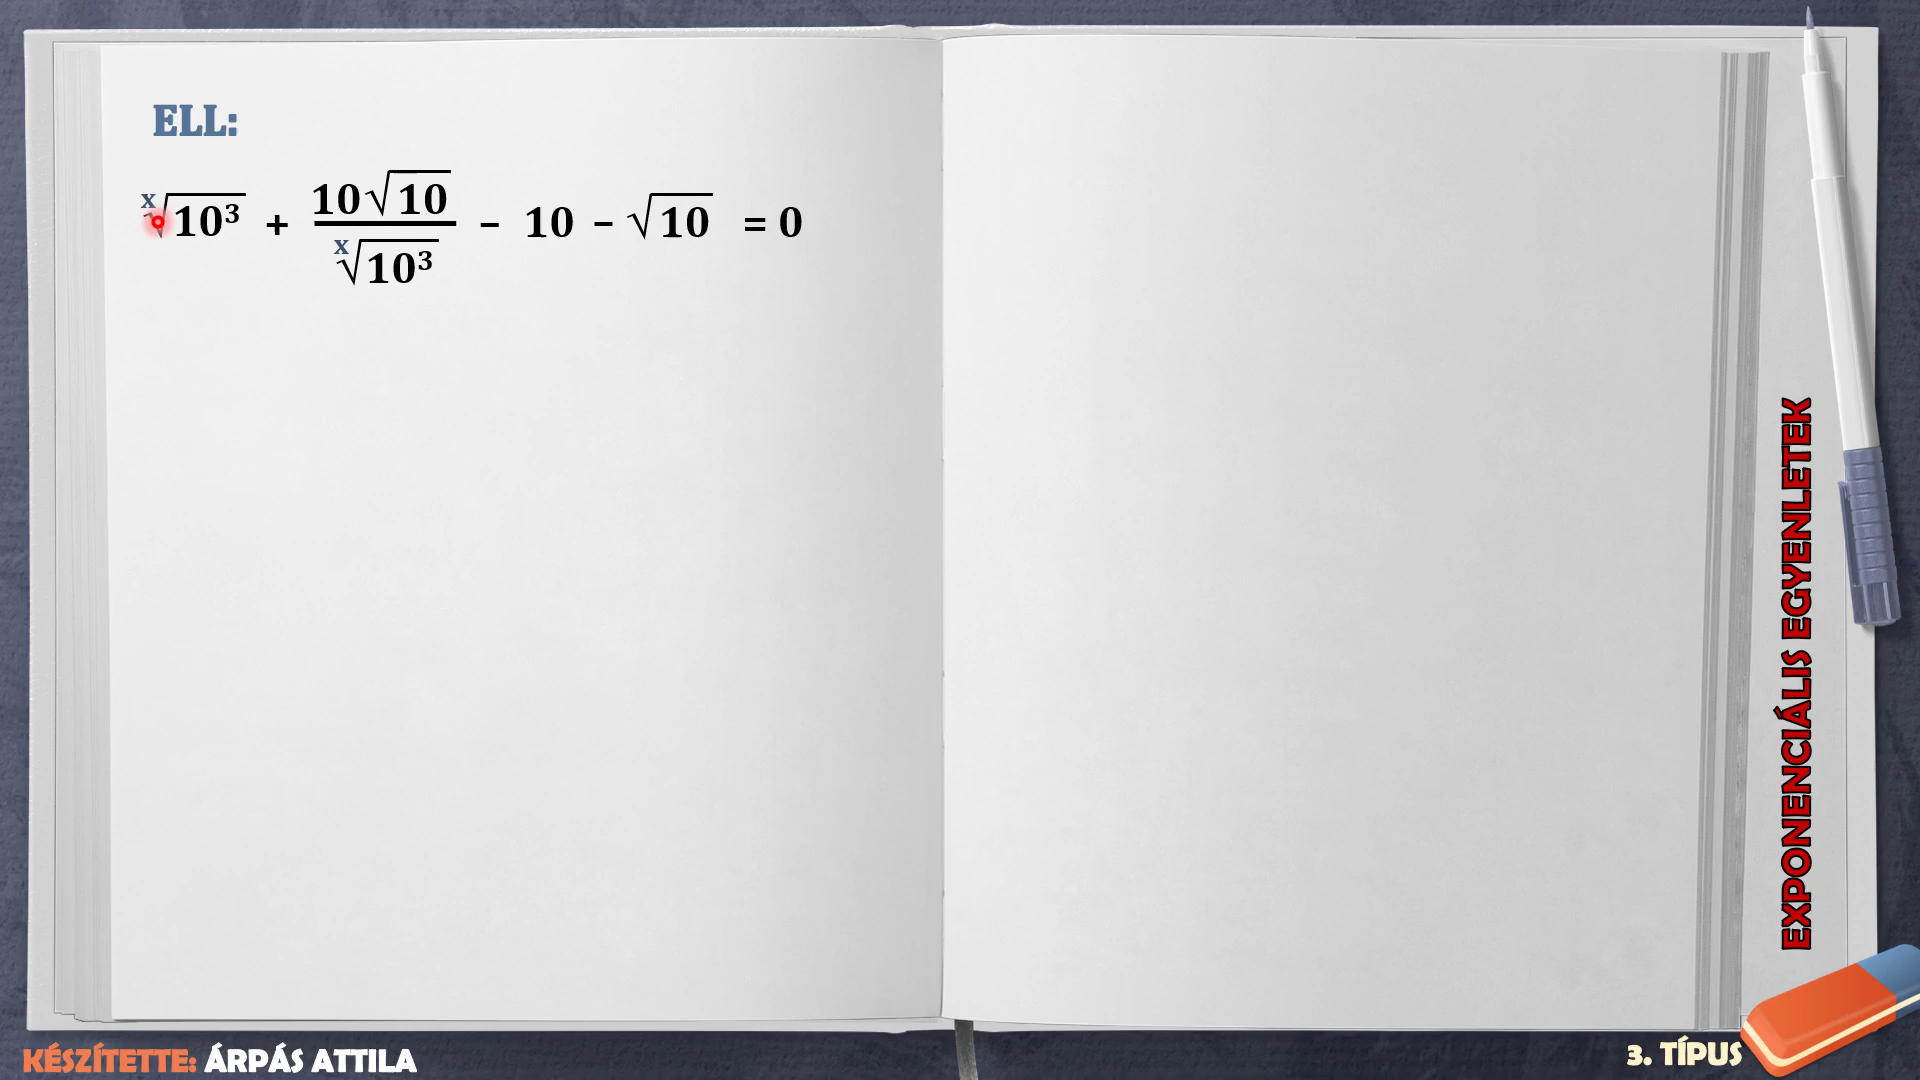 ELL:
ˣ√10³ + 10√10 / ˣ√10³ – 10 – √10 = 0
EXPONENCIÁLIS EGYENLETEK
KÉSZÍTETTE: ÁRPÁS ATTILA
3. TÍPUS